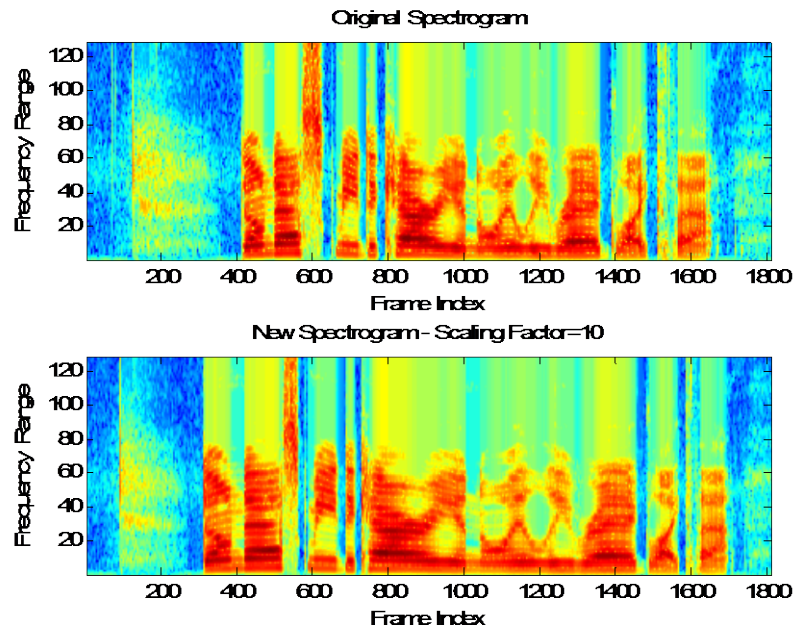 Original Spectrogram
120
100
80
60
40
20
Frequency Range
200 400 600 800 1000 1200 1400 1600 1800
Frame Index
New Spectrogram - Scaling Factor=10
120
100
80
60
40
20
Frequency Range
200 400 600 800 1000 1200 1400 1600 1800
Frame Index